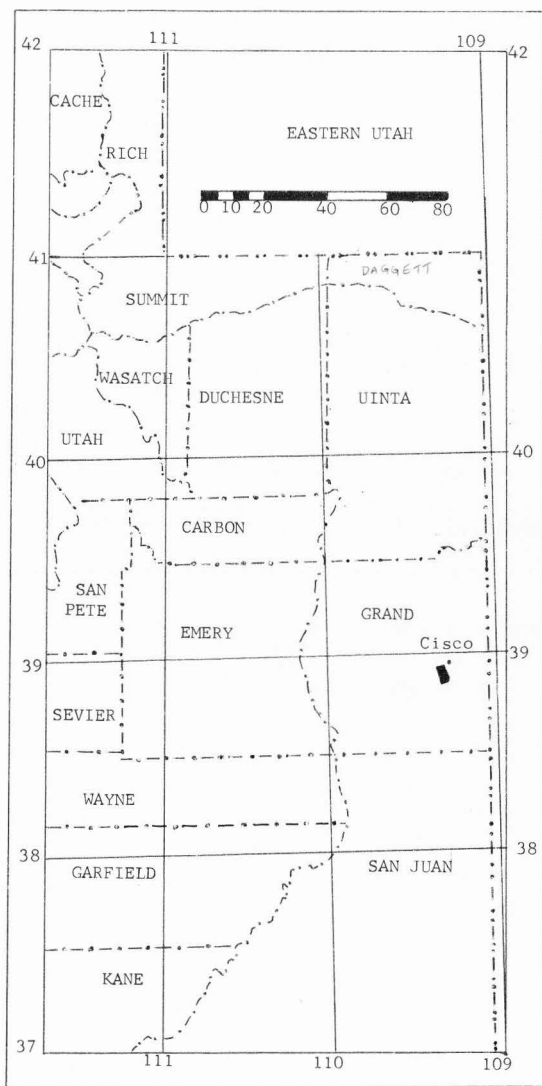 111 109
42 42
CACHE
EASTERN UTAH
RICH
0 10 20 40 60 80
41
DAGGETT
SUMMIT
WASATCH
DUCHESNE UINTA
UTAH
40 40
CARBON
SAN
PETE
EMERY GRAND
Cisco
39 39
SEVIER
WAYNE
38 38
GARFIELD SAN JUAN
KANE
37
111 110 109